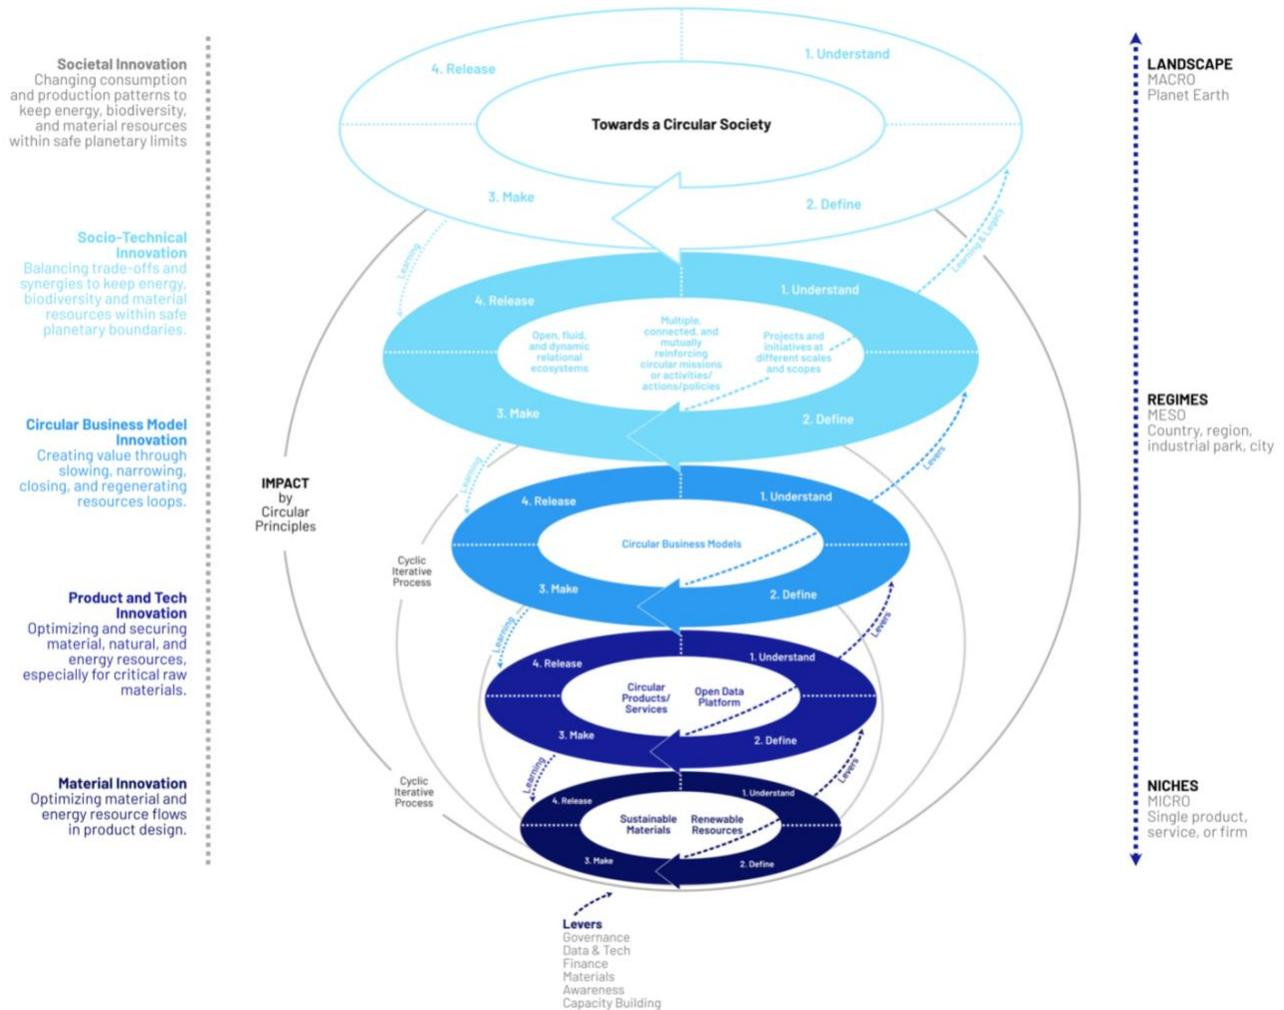 Societal Innovation
Changing consumption
and production patterns to
keep energy, biodiversity,
and material resources
within safe planetary limits
Socio-Technical
Innovation
Balancing trade-offs and
synergies to keep energy,
biodiversity and material
resources within safe
planetary boundaries.
Circular Business Model
Innovation
Creating value through
slowing, narrowing,
closing, and regenerating
resources loops.
Product and Tech
Innovation
Optimizing and securing
material, natural, and
energy resources,
especially for critical raw
materials.
Material Innovation
Optimizing material and
energy resource flows
in product design.
IMPACT
by
Circular
Principles
Cyclic
Iterative
Process
Cyclic
Iterative
Process
4. Release
1. Understand
Towards a Circular Society
3. Make
2. Define
Learning
Learning & Legacy
4. Release
1. Understand
Open, fluid,
and dynamic
relational
ecosystems
Multiple,
connected, and
mutually
reinforcing
circular missions
or activities/
actions/policies
Projects and
initiatives at
different scales
and scopes
3. Make
2. Define
Learning
Levers
4. Release
1. Understand
Circular Business Models
3. Make
2. Define
Learning
Levers
4. Release
1. Understand
Circular
Products/
Services
Open Data
Platform
3. Make
2. Define
Learning
Levers
4. Release
1. Understand
Sustainable
Materials
Renewable
Resources
3. Make
2. Define
Levers
Governance
Data & Tech
Finance
Materials
Awareness
Capacity Building
LANDSCAPE
MACRO
Planet Earth
REGIMES
MESO
Country, region,
industrial park, city
NICHES
MICRO
Single product,
service, or firm